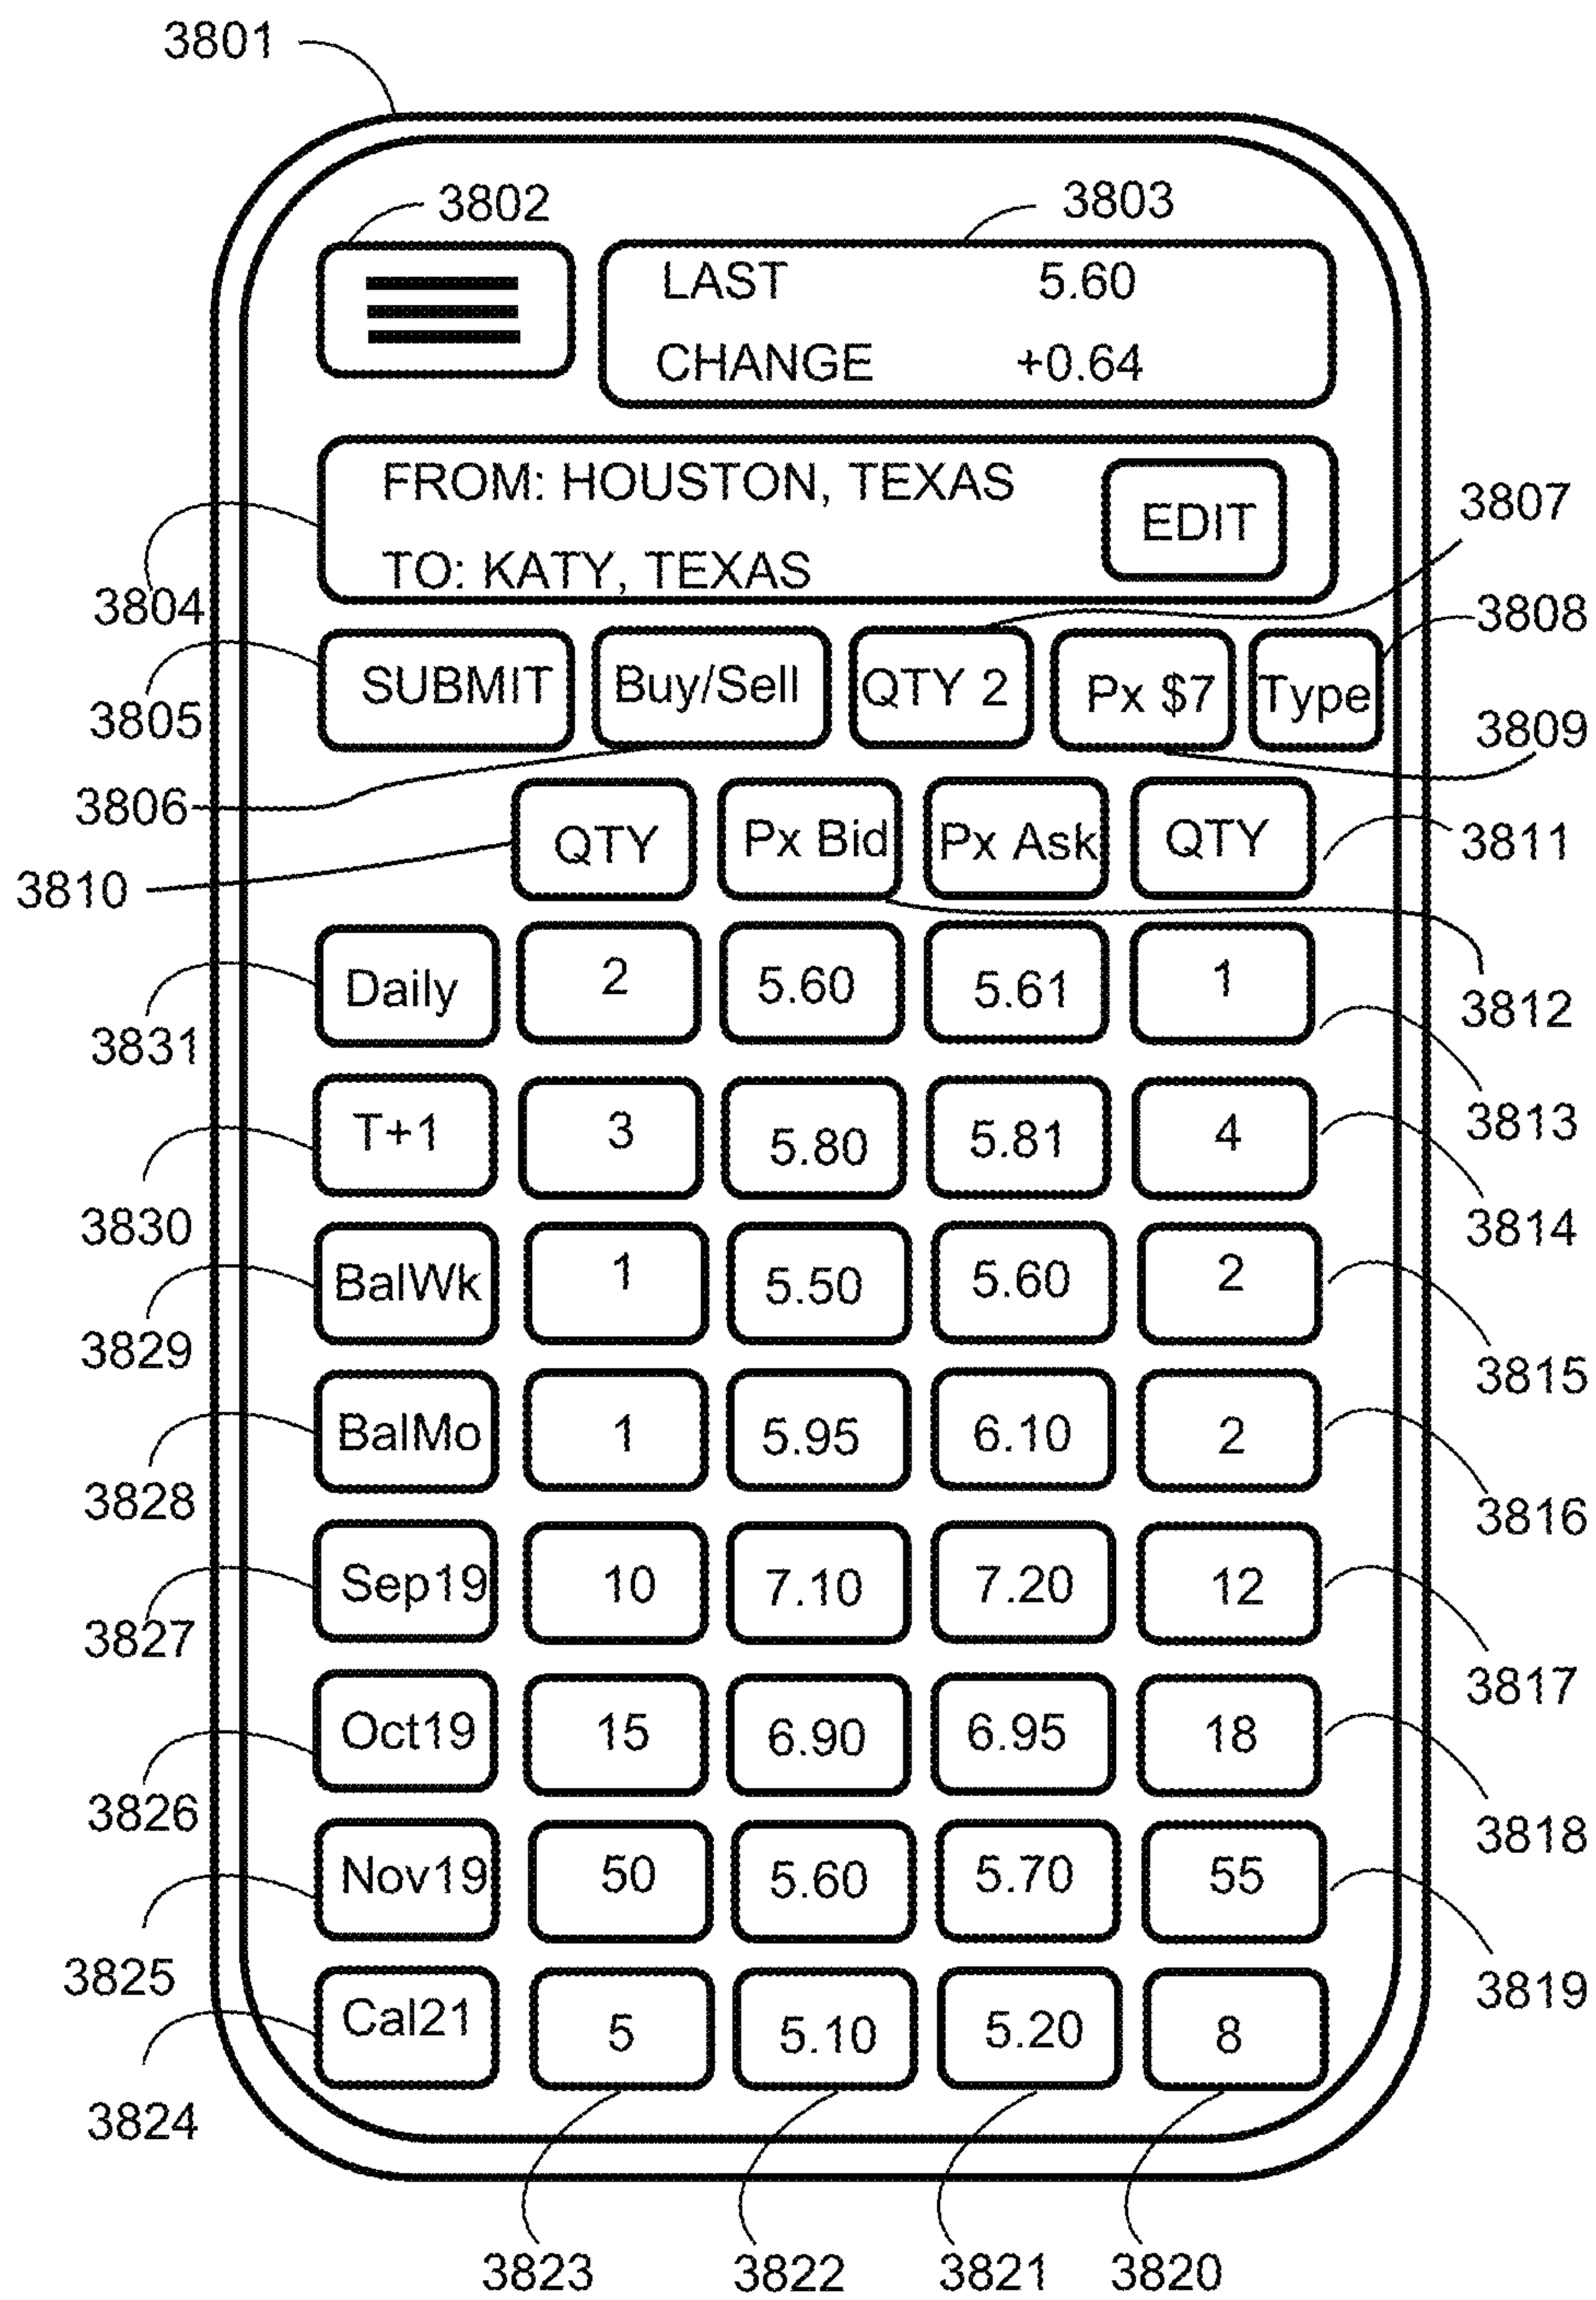 3801
3802
3803
LAST 5.60
CHANGE +0.64
FROM: HOUSTON, TEXAS
EDIT
TO: KATY, TEXAS
3807
3804
3808
SUBMIT Buy/Sell QTY 2 Px $7 Type
3805
3809
3806
QTY Px Bid Px Ask QTY
3811
3810
Daily 2 5.60 5.61 1
3812
3831
3813
T+1 3 5.80 5.81 4
3830
3814
BalWk 1 5.50 5.60 2
3829
3815
BalMo 1 5.95 6.10 2
3828
3816
Sep19 10 7.10 7.20 12
3827
3817
Oct19 15 6.90 6.95 18
3826
3818
Nov19 50 5.60 5.70 55
3825
3819
Cal21 5 5.10 5.20 8
3824
3823 3822 3821 3820